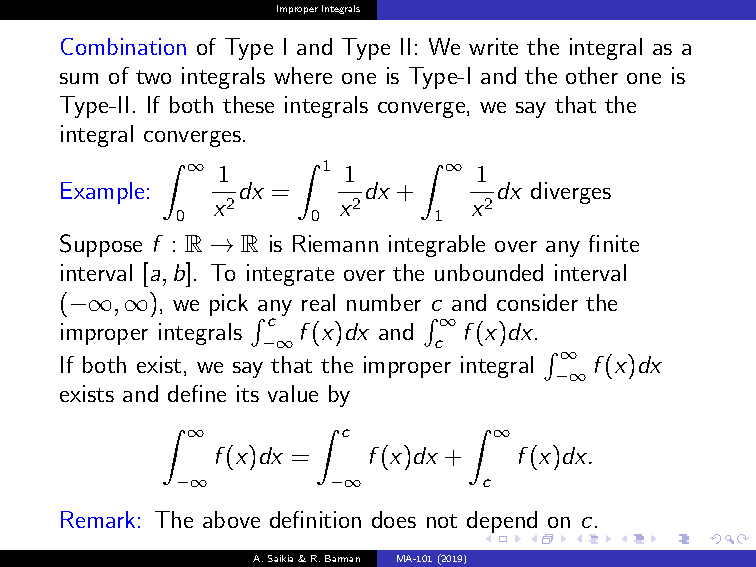 Improper Integrals
Combination of Type I and Type II: We write the integral as a
sum of two integrals where one is Type-I and the other one is
Type-II. If both these integrals converge, we say that the
integral converges.
Example: ∫_0^∞ 1/x² dx = ∫_0^1 1/x² dx + ∫_1^∞ 1/x² dx diverges
Suppose f : ℝ → ℝ is Riemann integrable over any finite
interval [a, b]. To integrate over the unbounded interval
(−∞, ∞), we pick any real number c and consider the
improper integrals ∫_{−∞}^c f(x)dx and ∫_c^∞ f(x)dx.
If both exist, we say that the improper integral ∫_{−∞}^∞ f(x)dx
exists and define its value by
∫_{−∞}^∞ f(x)dx = ∫_{−∞}^c f(x)dx + ∫_c^∞ f(x)dx.
Remark: The above definition does not depend on c.
A. Saikia & R. Barman MA-101 (2019)